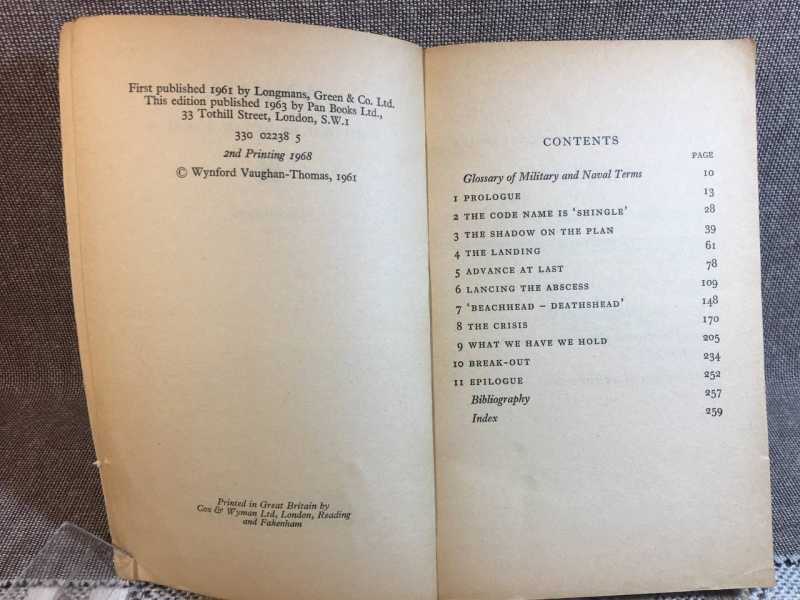 First published 1961 by Longmans, Green & Co. Ltd.
This edition published 1963 by Pan Books Ltd.,
33 Tothill Street, London, S.W.1
330 02238 5
2nd Printing 1968
© Wynford Vaughan-Thomas, 1961
Printed in Great Britain by
Cox & Wyman Ltd, London, Reading
and Fakenham
CONTENTS
PAGE
Glossary of Military and Naval Terms 10
1 PROLOGUE 13
2 THE CODE NAME IS ‘SHINGLE’ 28
3 THE SHADOW ON THE PLAN 39
4 THE LANDING 61
5 ADVANCE AT LAST 78
6 LANCING THE ABSCESS 109
7 ‘BEACHHEAD – DEATHSHEAD’ 148
8 THE CRISIS 170
9 WHAT WE HAVE WE HOLD 205
10 BREAK-OUT 234
11 EPILOGUE 252
Bibliography 257
Index 259